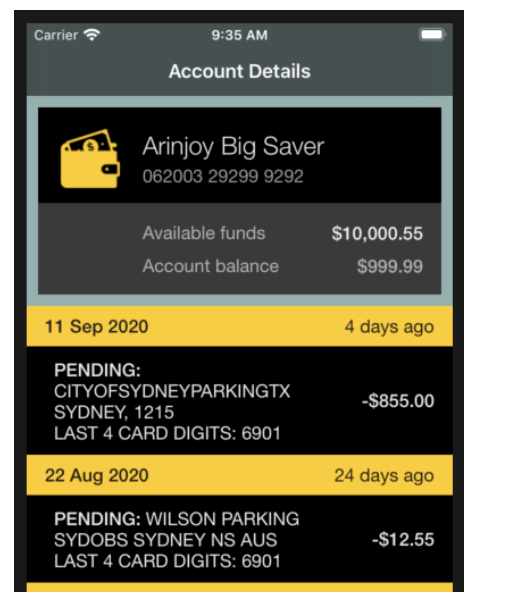 Carrier 9:35 AM
Account Details
Arinjoy Big Saver
062003 29299 9292
Available funds $10,000.55
Account balance $999.99
11 Sep 2020 4 days ago
PENDING:
CITYOFSYDNEYPARKINGTX
SYDNEY, 1215
LAST 4 CARD DIGITS: 6901
-$855.00
22 Aug 2020 24 days ago
PENDING: WILSON PARKING
SYDOBS SYDNEY NS AUS
LAST 4 CARD DIGITS: 6901
-$12.55